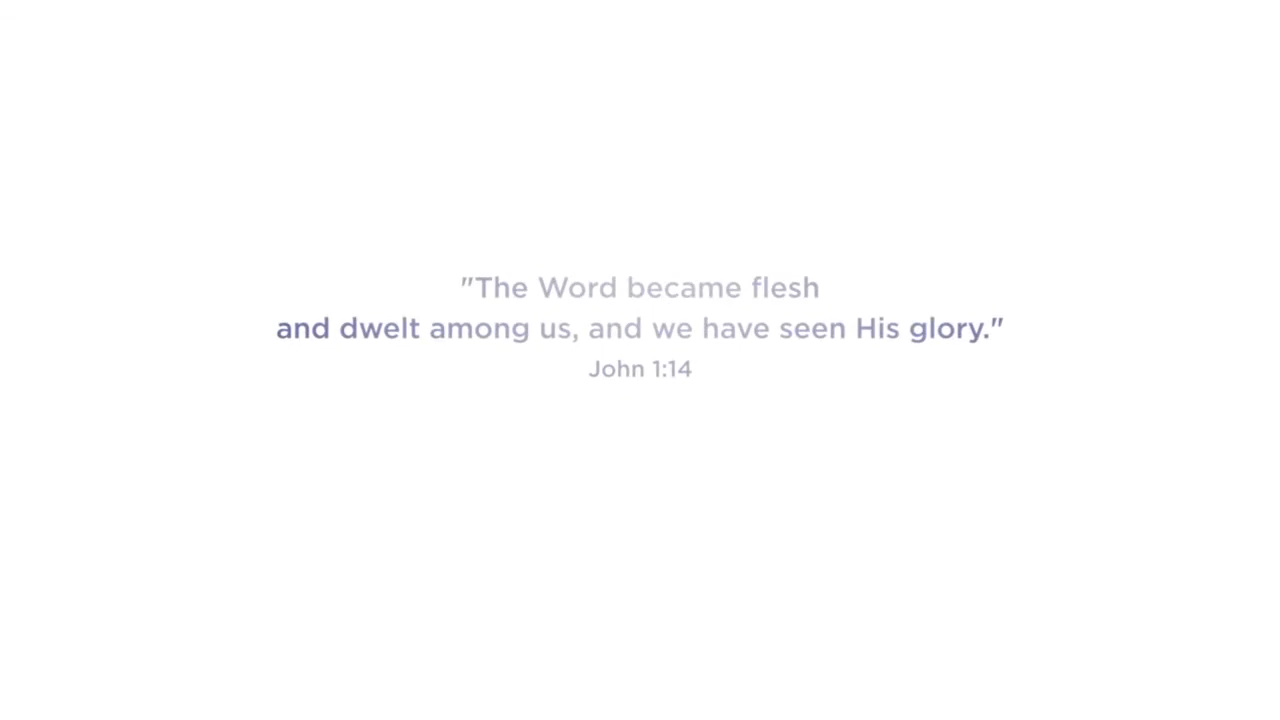 "The Word became flesh
and dwelt among us, and we have seen His glory."
John 1:14